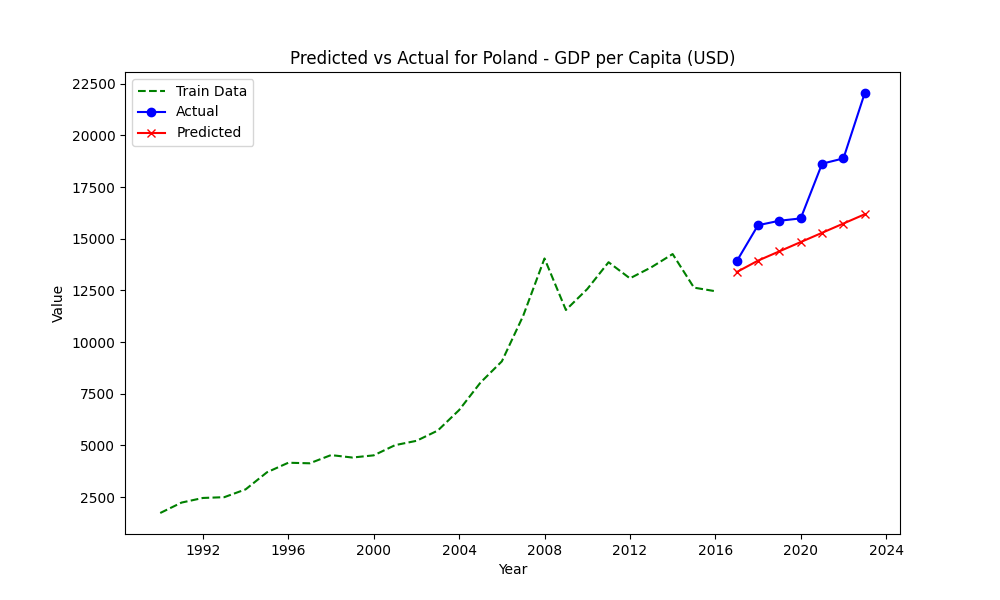 Predicted vs Actual for Poland - GDP per Capita (USD)
Train Data
Actual
Predicted
22500
20000
17500
15000
12500
10000
7500
5000
2500
Value
1992 1996 2000 2004 2008 2012 2016 2020 2024
Year